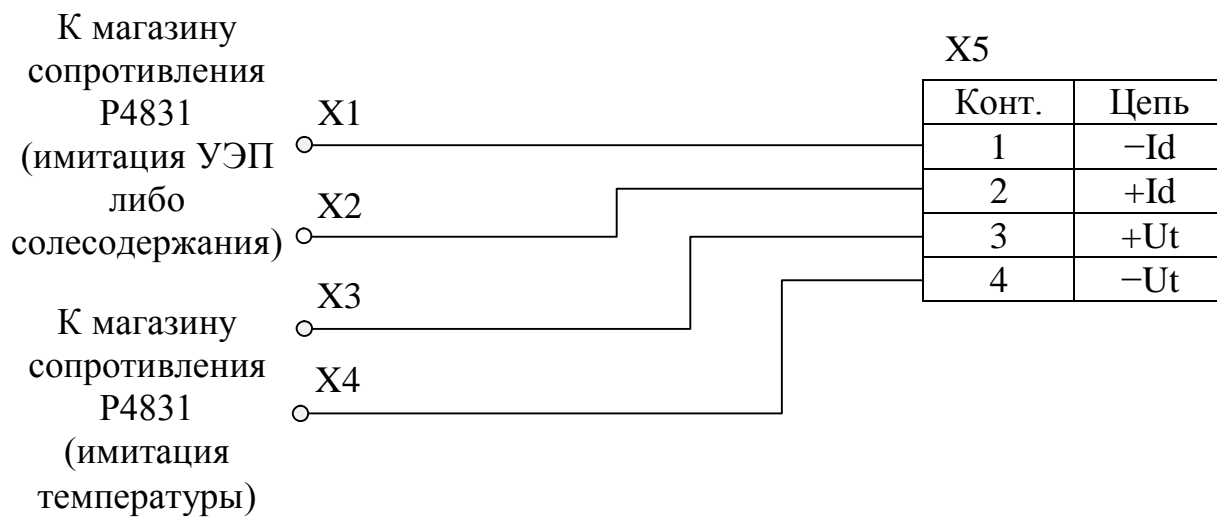 К магазину
сопротивления
Р4831
(имитация УЭП
либо
солесодержания)
X1
X2
К магазину
сопротивления
Р4831
(имитация
температуры)
X3
X4
X5
Конт. Цепь
1 −Id
2 +Id
3 +Ut
4 −Ut